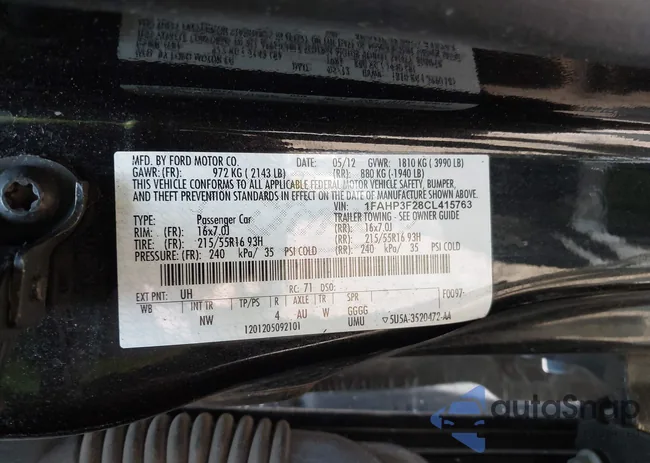 MFD. BY FORD MOTOR CO. DATE: 05/12 GVWR: 1810 KG ( 3990 LB)
GAWR: (FR): 972 KG ( 2143 LB) (RR): 880 KG ( 1940 LB)
THIS VEHICLE CONFORMS TO ALL APPLICABLE FEDERAL MOTOR VEHICLE SAFETY, BUMPER,
AND THEFT PREVENTION STANDARDS IN EFFECT ON THE DATE OF MANUFACTURE SHOWN ABOVE.
VIN: 1FAHP3F28CL415763
TYPE: Passenger Car TRAILER TOWING - SEE OWNER GUIDE
RIM: (FR): 16x7.0J (RR): 16x7.0J
TIRE: (FR): 215/55R16 93H (RR): 215/55R16 93H
PRESSURE: (FR): 240 kPa/ 35 PSI COLD (RR): 240 kPa/ 35 PSI COLD
EXT PNT: UH RC: 71 DSO: F0097-
WB INT TR TP/PS R AXLE TR SPR
NW 4 AU W GGGG
1201205092101 UMU ▽5U5A-3520472-AA
autoSnap